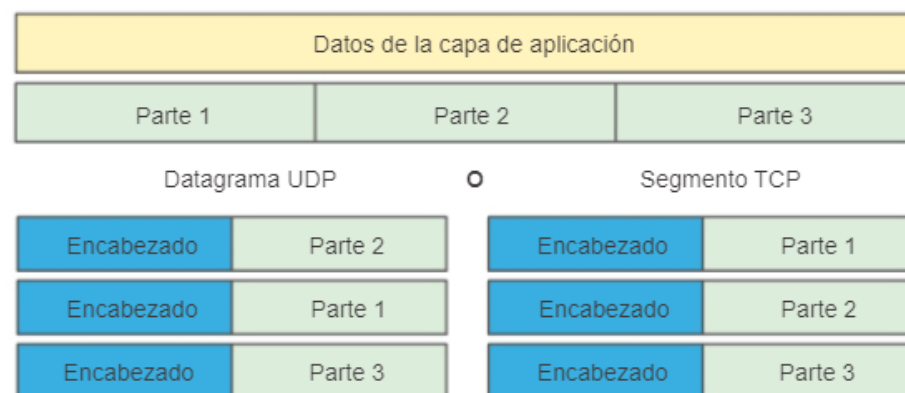 Datos de la capa de aplicación
Parte 1 Parte 2 Parte 3
Datagrama UDP O Segmento TCP
Encabezado Parte 2 Encabezado Parte 1
Encabezado Parte 1 Encabezado Parte 2
Encabezado Parte 3 Encabezado Parte 3